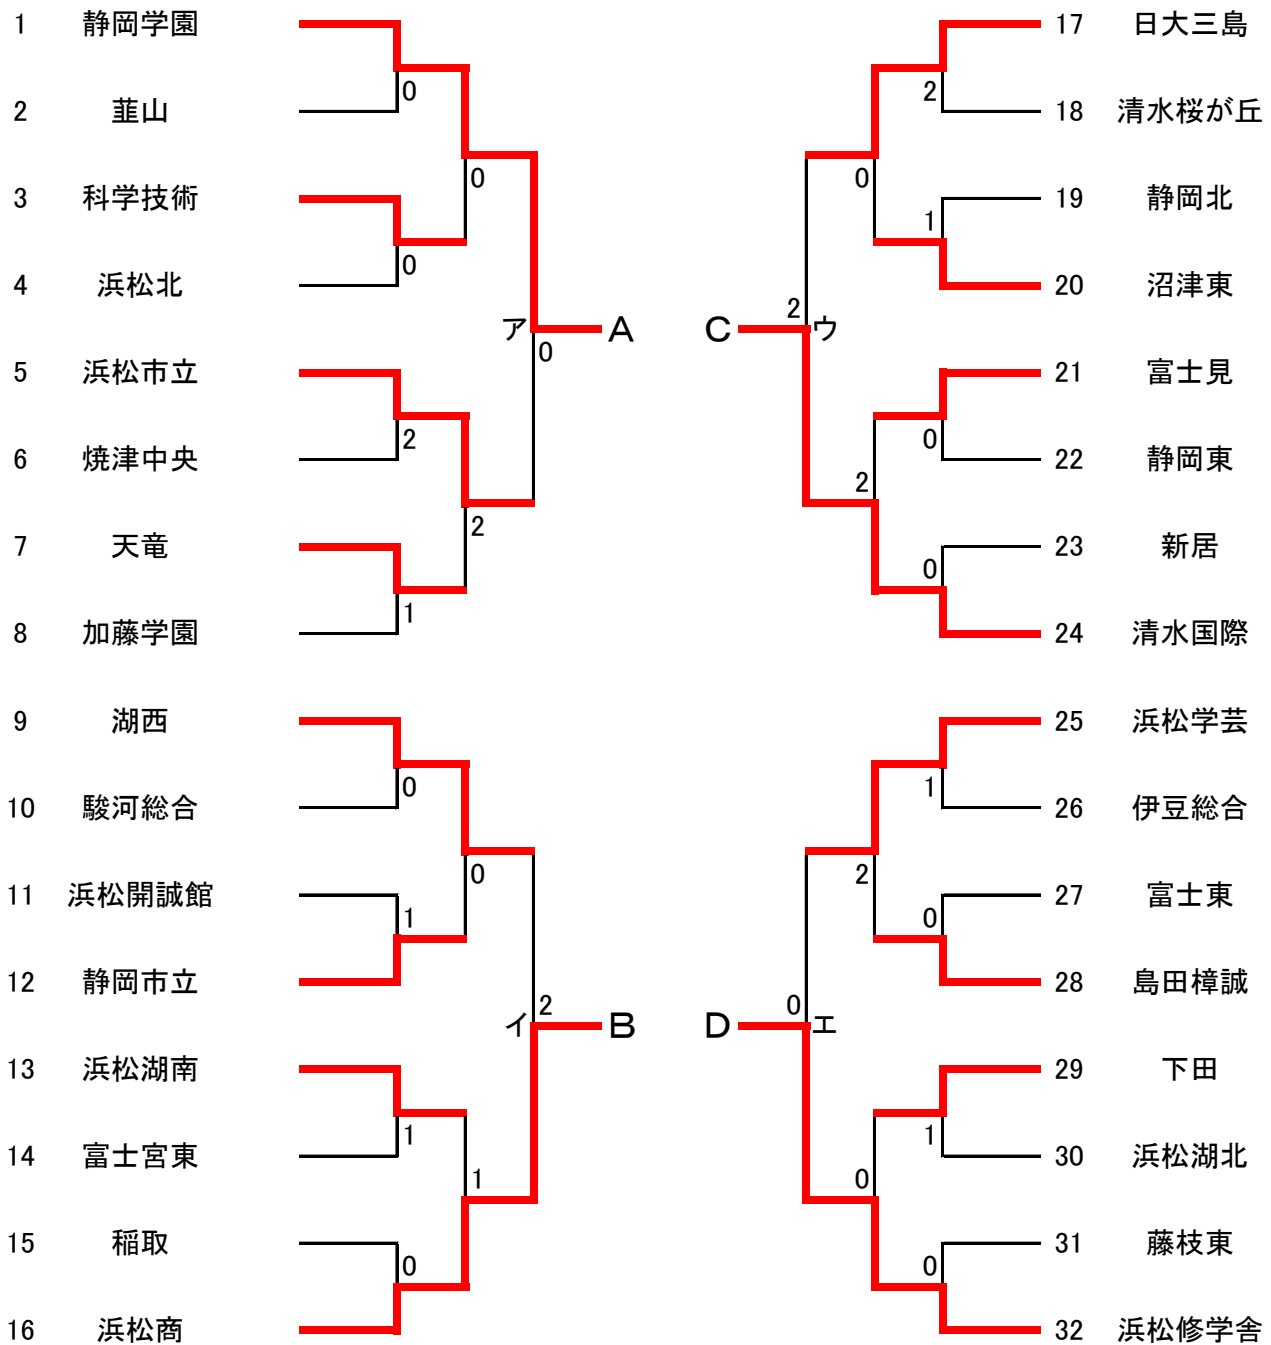 1 静岡学園
2 韮山
3 科学技術
4 浜松北
5 浜松市立
6 焼津中央
7 天竜
8 加藤学園
9 湖西
10 駿河総合
11 浜松開誠館
12 静岡市立
13 浜松湖南
14 富士宮東
15 稲取
16 浜松商
0
0
2
1
0
1
1
0
0
2
0
1
ア
0
A
イ
2
B
C
2
ウ
D
0
エ
0
2
2
0
2
1
0
0
1
0
1
0
17 日大三島
18 清水桜が丘
19 静岡北
20 沼津東
21 富士見
22 静岡東
23 新居
24 清水国際
25 浜松学芸
26 伊豆総合
27 富士東
28 島田樟誠
29 下田
30 浜松湖北
31 藤枝東
32 浜松修学舎